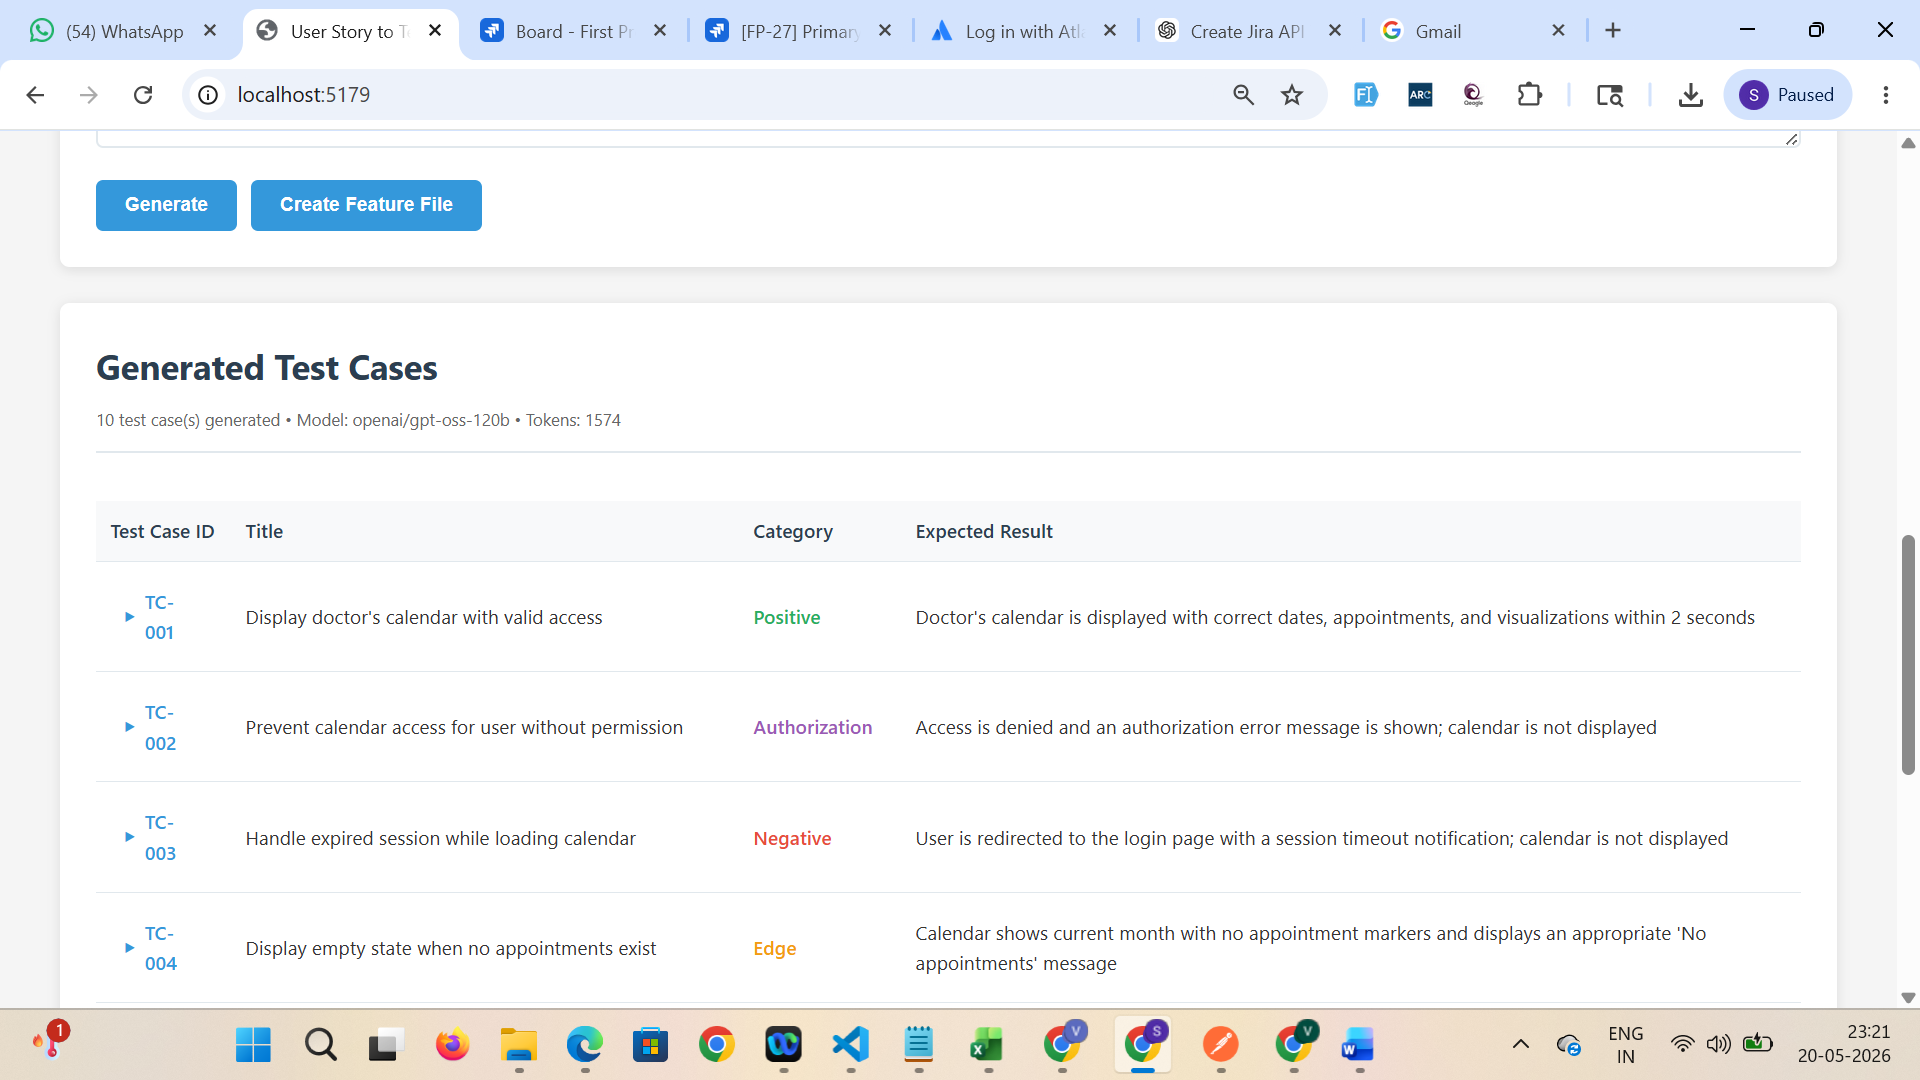 (54) WhatsApp
User Story to Te
Board - First Pr
[FP-27] Primary
Log in with Atla
Create Jira API
Gmail
localhost:5179
ARC
Qeagle
S
Paused
Generate
Create Feature File
Generated Test Cases
10 test case(s) generated • Model: openai/gpt-oss-120b • Tokens: 1574
Test Case ID Title Category Expected Result
TC-
001
Display doctor's calendar with valid access
Positive
Doctor's calendar is displayed with correct dates, appointments, and visualizations within 2 seconds
TC-
002
Prevent calendar access for user without permission
Authorization
Access is denied and an authorization error message is shown; calendar is not displayed
TC-
003
Handle expired session while loading calendar
Negative
User is redirected to the login page with a session timeout notification; calendar is not displayed
TC-
004
Display empty state when no appointments exist
Edge
Calendar shows current month with no appointment markers and displays an appropriate 'No
appointments' message
1
V
S
V
ENG
IN
23:21
20-05-2026